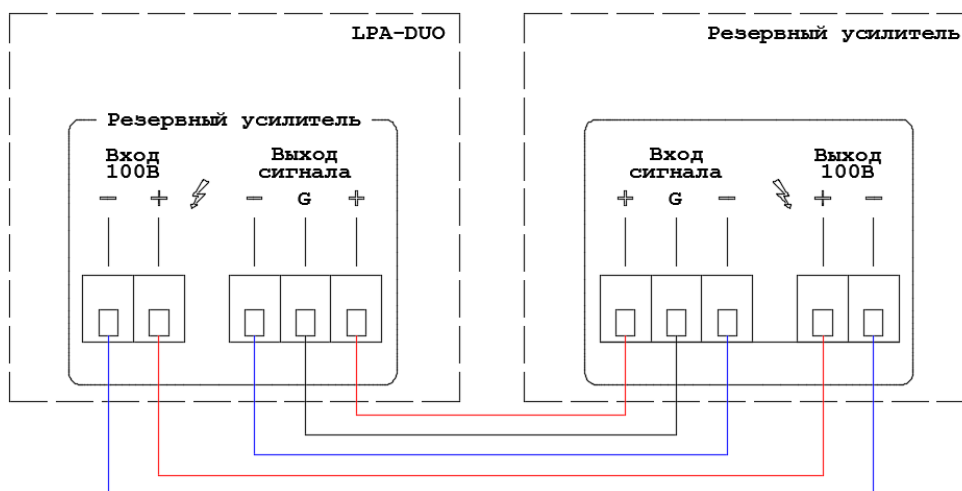 LPA-DUO
Резервный усилитель
Вход
100В
Выход
сигнала
− + − G +
Резервный усилитель
Вход
сигнала
Выход
100В
+ G − + −